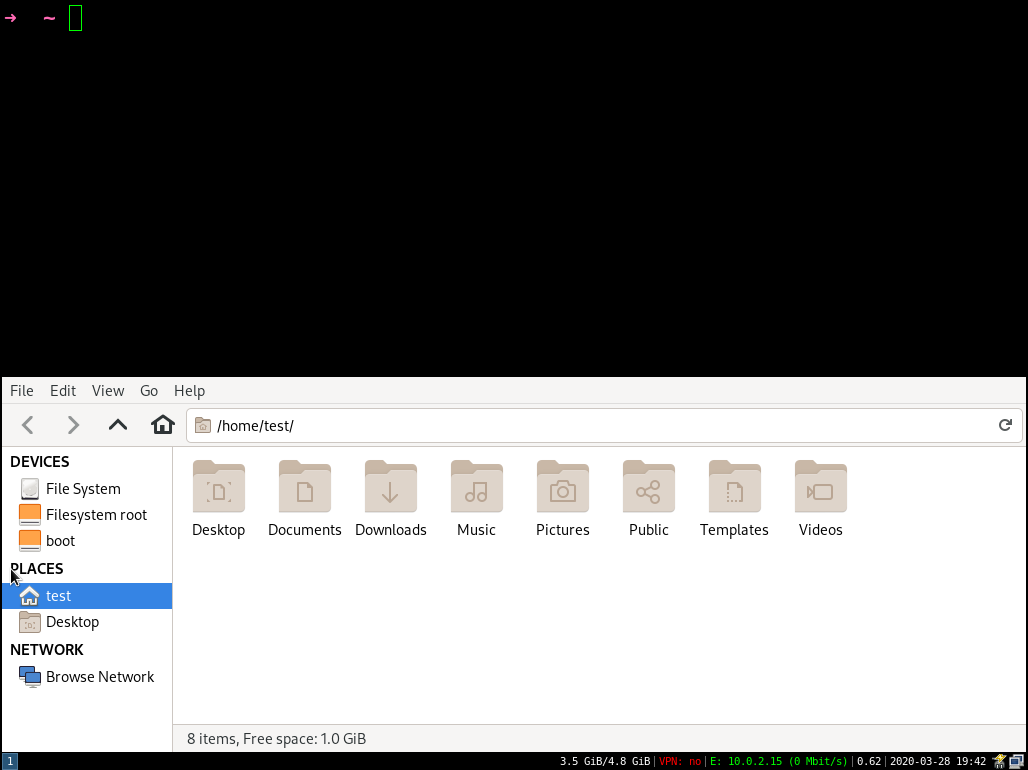 ➜ ~
File Edit View Go Help
/home/test/
DEVICES
File System
Filesystem root
boot
PLACES
test
Desktop
NETWORK
Browse Network
Desktop Documents Downloads Music Pictures Public Templates Videos
8 items, Free space: 1.0 GiB
1 3.5 GiB/4.8 GiB|VPN: no|E: 10.0.2.15 (0 Mbit/s)|0.62|2020-03-28 19:42